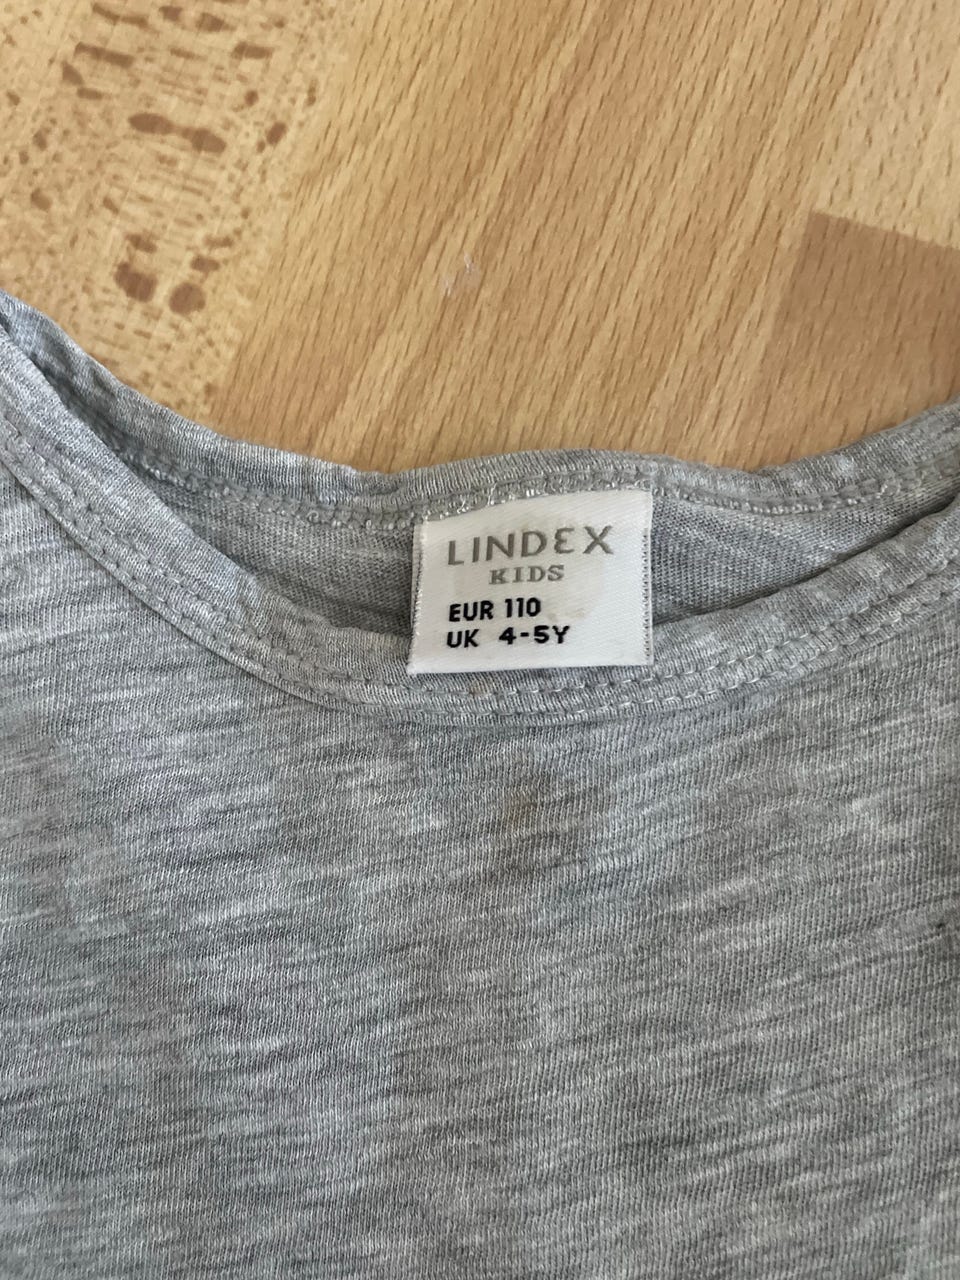 LINDEX
KIDS
EUR 110
UK 4-5Y